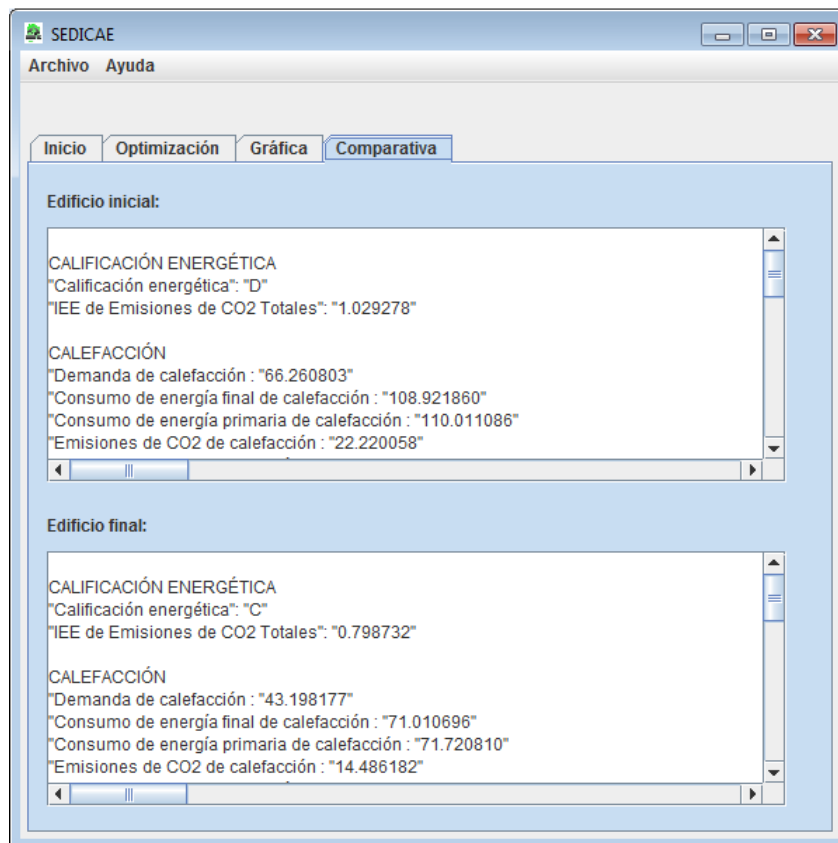 SEDICAE
Archivo Ayuda
Inicio Optimización Gráfica Comparativa
Edificio inicial:
CALIFICACIÓN ENERGÉTICA
"Calificación energética": "D"
"IEE de Emisiones de CO2 Totales": "1.029278"
CALEFACCIÓN
"Demanda de calefacción : "66.260803"
"Consumo de energía final de calefacción : "108.921860"
"Consumo de energía primaria de calefacción : "110.011086"
"Emisiones de CO2 de calefacción : "22.220058"
Edificio final:
CALIFICACIÓN ENERGÉTICA
"Calificación energética": "C"
"IEE de Emisiones de CO2 Totales": "0.798732"
CALEFACCIÓN
"Demanda de calefacción : "43.198177"
"Consumo de energía final de calefacción : "71.010696"
"Consumo de energía primaria de calefacción : "71.720810"
"Emisiones de CO2 de calefacción : "14.486182"